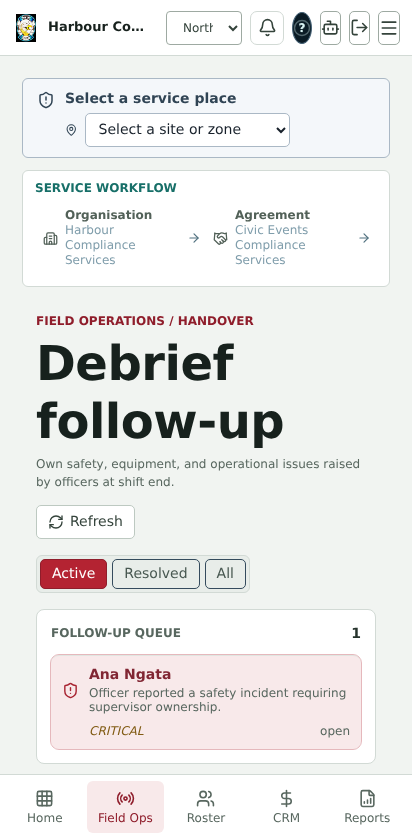 Harbour Co...
North
?
Select a service place
Select a site or zone
SERVICE WORKFLOW
Organisation
Harbour
Compliance
Services
Agreement
Civic Events
Compliance
Services
FIELD OPERATIONS / HANDOVER
Debrief
follow-up
Own safety, equipment, and operational issues raised
by officers at shift end.
Refresh
Active
Resolved
All
FOLLOW-UP QUEUE
1
Ana Ngata
Officer reported a safety incident requiring
supervisor ownership.
CRITICAL
open
Home
Field Ops
Roster
CRM
Reports